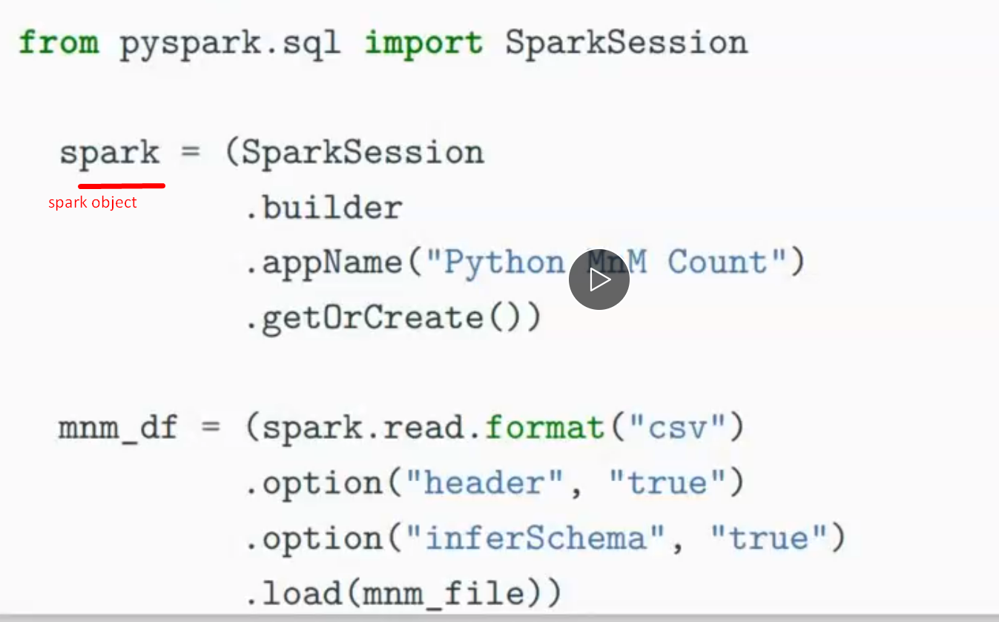 from pyspark.sql import SparkSession
spark = (SparkSession
spark object
.builder
.appName("Python MnM Count")
.getOrCreate())
mnm_df = (spark.read.format("csv")
.option("header", "true")
.option("inferSchema", "true")
.load(mnm_file))